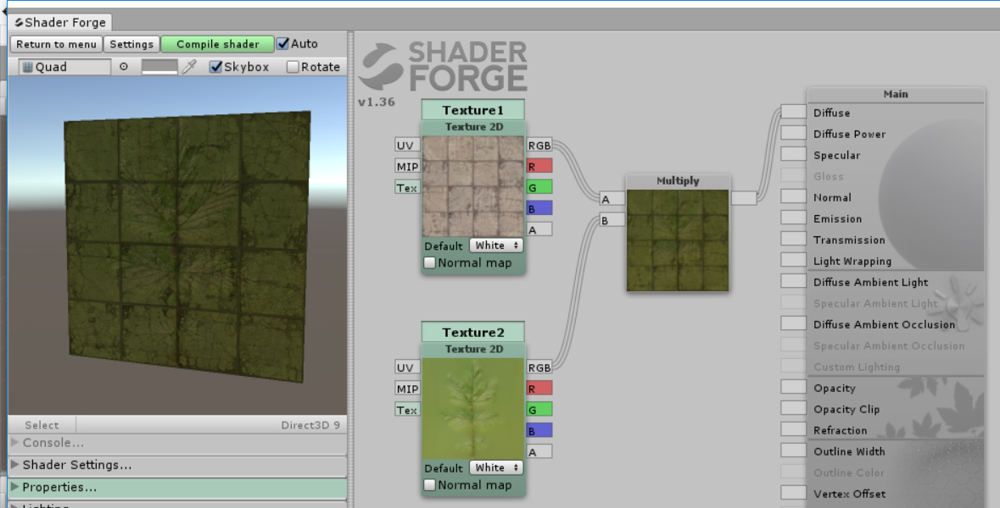 Shader Forge
Return to menu Settings Compile shader Auto
Quad Skybox Rotate
SHADER
FORGE
v1.36
Texture1
Texture 2D
UV RGB
MIP R
Tex G
B
A
Default White
Normal map
Texture2
Texture 2D
UV RGB
MIP R
Tex G
B
A
Default White
Normal map
Multiply
A
B
Main
Diffuse
Diffuse Power
Specular
Gloss
Normal
Emission
Transmission
Light Wrapping
Diffuse Ambient Light
Specular Ambient Light
Diffuse Ambient Occlusion
Specular Ambient Occlusion
Custom Lighting
Opacity
Opacity Clip
Refraction
Outline Width
Outline Color
Vertex Offset
Select Direct3D 9
Console...
Shader Settings...
Properties...
Lighting